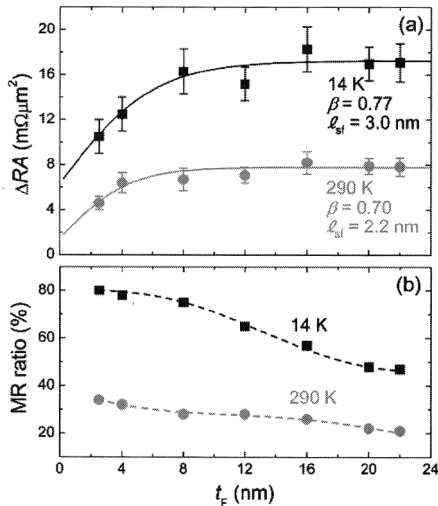 (a)
20
16
12
8
4
ΔRA (mΩμm²)
14 K
β = 0.77
ℓsf = 3.0 nm
290 K
β = 0.70
ℓsf = 2.2 nm
(b)
80
60
40
20
MR ratio (%)
14 K
290 K
0 4 8 12 16 20 24
tF (nm)